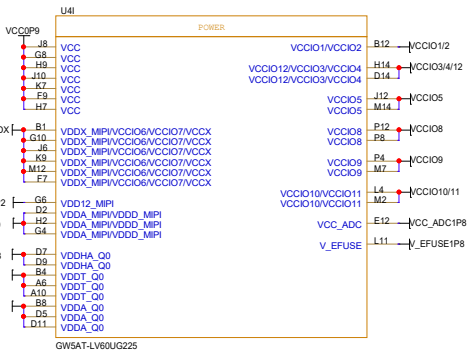 U4I
POWER
VCC0P9
J8 VCC
G8 VCC
H9 VCC
J10 VCC
K7 VCC
F9 VCC
H7 VCC
B1 VDDX_MIPI/VCCIO6/VCCIO7/VCCX
G10 VDDX_MIPI/VCCIO6/VCCIO7/VCCX
J6 VDDX_MIPI/VCCIO6/VCCIO7/VCCX
K9 VDDX_MIPI/VCCIO6/VCCIO7/VCCX
M12 VDDX_MIPI/VCCIO6/VCCIO7/VCCX
F7 VDDX_MIPI/VCCIO6/VCCIO7/VCCX
G6 VDD12_MIPI
D2 VDDA_MIPI/VDDD_MIPI
H2 VDDA_MIPI/VDDD_MIPI
G4 VDDA_MIPI/VDDD_MIPI
D7 VDDHA_Q0
D9 VDDHA_Q0
B4 VDDT_Q0
A6 VDDT_Q0
A10 VDDT_Q0
B8 VDDA_Q0
D5 VDDA_Q0
D11 VDDA_Q0
VCCIO1/VCCIO2 B12 VCCIO1/2
VCCIO12/VCCIO3/VCCIO4 H14 VCCIO3/4/12
VCCIO12/VCCIO3/VCCIO4 D14
VCCIO5 J12 VCCIO5
VCCIO5 M14
VCCIO8 P12 VCCIO8
VCCIO8 P8
VCCIO9 P4 VCCIO9
VCCIO9 M7
VCCIO10/VCCIO11 L4 VCCIO10/11
VCCIO10/VCCIO11 M2
VCC_ADC E12 VCC_ADC1P8
V_EFUSE L11 V_EFUSE1P8
GW5AT-LV60UG225